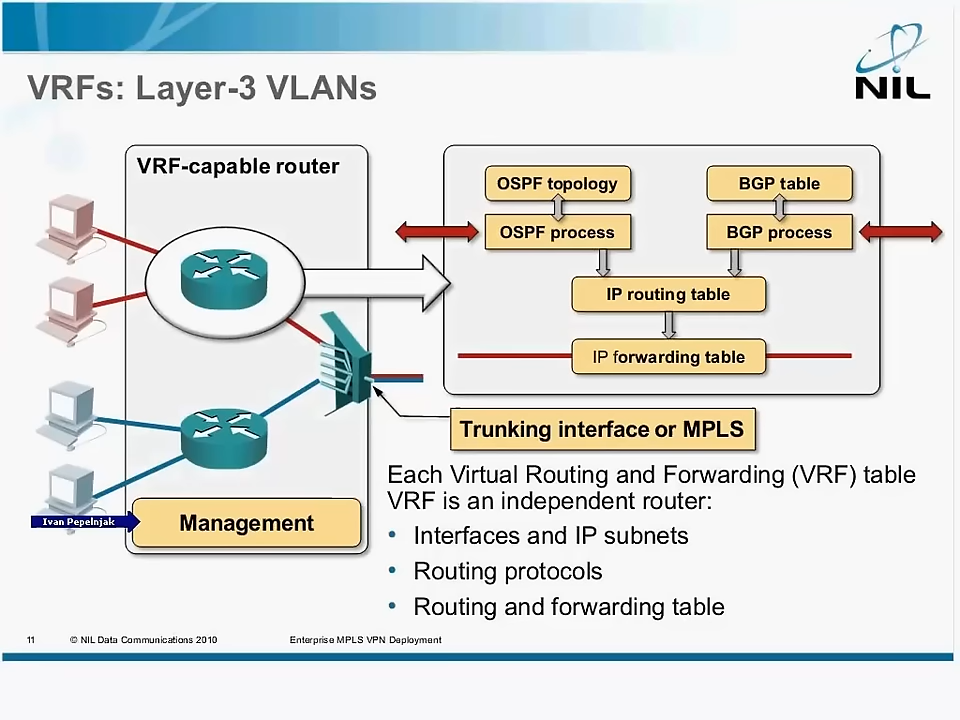 VRFs: Layer-3 VLANs
NIL
VRF-capable router
OSPF topology
BGP table
OSPF process
BGP process
IP routing table
IP forwarding table
Trunking interface or MPLS
Each Virtual Routing and Forwarding (VRF) table
VRF is an independent router:
• Interfaces and IP subnets
• Routing protocols
• Routing and forwarding table
Ivan Pepelnjak
Management
11 © NIL Data Communications 2010 Enterprise MPLS VPN Deployment